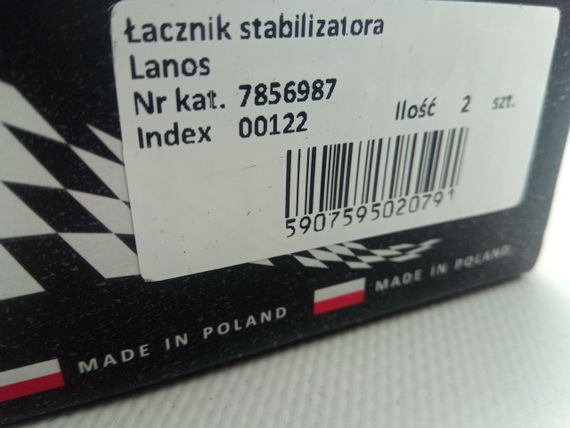 Łacznik stabilizatora
Lanos
Nr kat. 7856987
Index 00122
Ilość 2 szt.
5907595020791
MADE IN POLAND
MADE IN POLAND